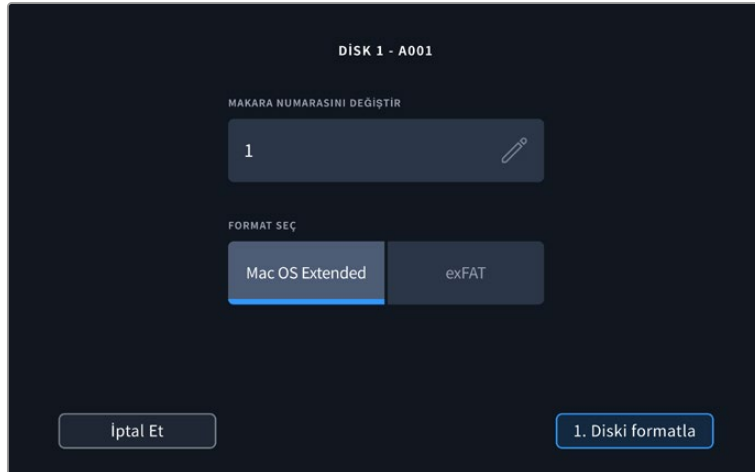 DİSK 1 - A001
MAKARA NUMARASINI DEĞİŞTİR
1
FORMAT SEÇ
Mac OS Extended
exFAT
İptal Et
1. Diski formatla